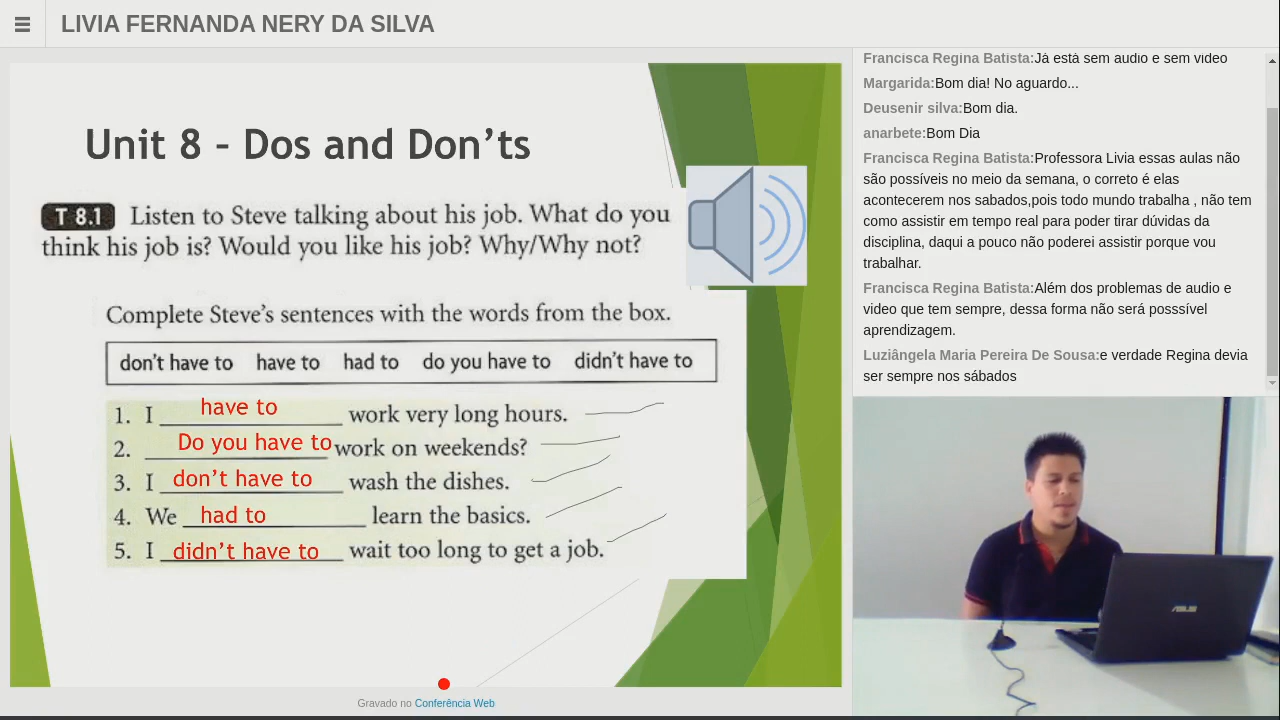 LIVIA FERNANDA NERY DA SILVA
Unit 8 – Dos and Don'ts
T 8.1 Listen to Steve talking about his job. What do you
think his job is? Would you like his job? Why/Why not?
Complete Steve's sentences with the words from the box.
don't have to have to had to do you have to didn't have to
1. I have to work very long hours.
2. Do you have to work on weekends?
3. I don't have to wash the dishes.
4. We had to learn the basics.
5. I didn't have to wait too long to get a job.
Gravado no Conferência Web
Francisca Regina Batista:Já está sem audio e sem video
Margarida:Bom dia! No aguardo...
Deusenir silva:Bom dia.
anarbete:Bom Dia
Francisca Regina Batista:Professora Livia essas aulas não
são possíveis no meio da semana, o correto é elas
acontecerem nos sabados,pois todo mundo trabalha , não tem
como assistir em tempo real para poder tirar dúvidas da
disciplina, daqui a pouco não poderei assistir porque vou
trabalhar.
Francisca Regina Batista:Além dos problemas de audio e
video que tem sempre, dessa forma não será posssível
aprendizagem.
Luziângela Maria Pereira De Sousa:e verdade Regina devia
ser sempre nos sábados
ASUS